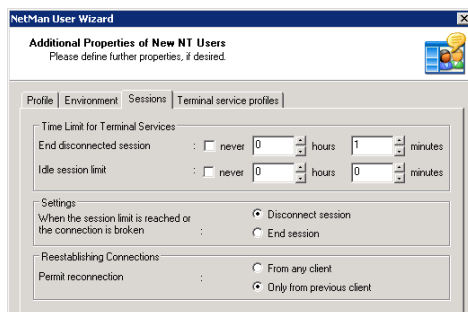 NetMan User Wizard
Additional Properties of New NT Users
Please define further properties, if desired.
Profile Environment Sessions Terminal service profiles
Time Limit for Terminal Services
End disconnected session : never 0 hours 1 minutes
Idle session limit : never 0 hours 0 minutes
Settings
When the session limit is reached or
the connection is broken :
Disconnect session
End session
Reestablishing Connections
Permit reconnection :
From any client
Only from previous client